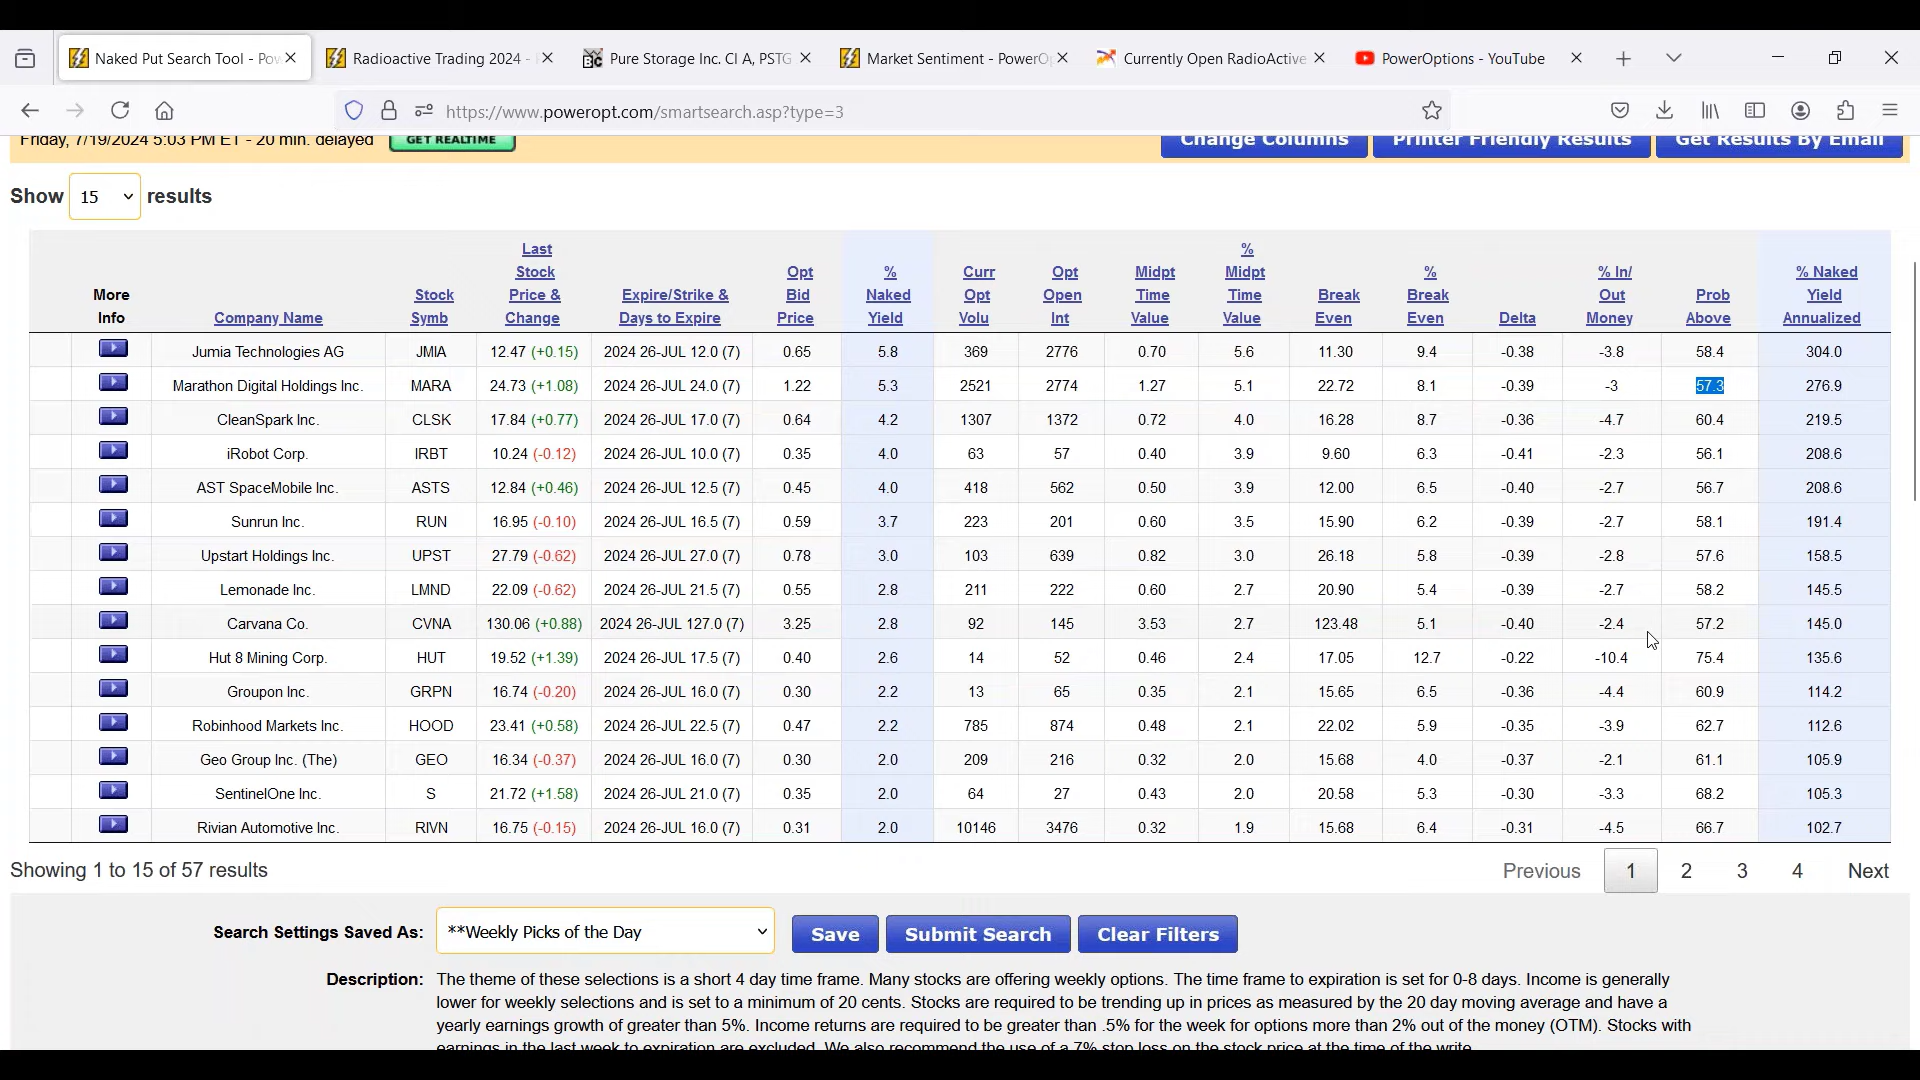 Naked Put Search Tool - Pow
Radioactive Trading 2024 -
Pure Storage Inc. Cl A, PSTG
Market Sentiment - PowerO
Currently Open RadioActive
PowerOptions - YouTube
https://www.poweropt.com/smartsearch.asp?type=3
Friday, 7/19/2024 5:03 PM ET - 20 min. delayed GET REALTIME Change Columns Printer Friendly Results Get Results By Email
Show 15 results
More Info Company Name Stock Symb Last Stock Price & Change Expire/Strike & Days to Expire Opt Bid Price % Naked Yield Curr Opt Volu Opt Open Int Midpt Time Value % Midpt Time Value Break Even % Break Even Delta % In/ Out Money Prob Above % Naked Yield Annualized
Jumia Technologies AG JMIA 12.47 (+0.15) 2024 26-JUL 12.0 (7) 0.65 5.8 369 2776 0.70 5.6 11.30 9.4 -0.38 -3.8 58.4 304.0
Marathon Digital Holdings Inc. MARA 24.73 (+1.08) 2024 26-JUL 24.0 (7) 1.22 5.3 2521 2774 1.27 5.1 22.72 8.1 -0.39 -3 57.3 276.9
CleanSpark Inc. CLSK 17.84 (+0.77) 2024 26-JUL 17.0 (7) 0.64 4.2 1307 1372 0.72 4.0 16.28 8.7 -0.36 -4.7 60.4 219.5
iRobot Corp. IRBT 10.24 (-0.12) 2024 26-JUL 10.0 (7) 0.35 4.0 63 57 0.40 3.9 9.60 6.3 -0.41 -2.3 56.1 208.6
AST SpaceMobile Inc. ASTS 12.84 (+0.46) 2024 26-JUL 12.5 (7) 0.45 4.0 418 562 0.50 3.9 12.00 6.5 -0.40 -2.7 56.7 208.6
Sunrun Inc. RUN 16.95 (-0.10) 2024 26-JUL 16.5 (7) 0.59 3.7 223 201 0.60 3.5 15.90 6.2 -0.39 -2.7 58.1 191.4
Upstart Holdings Inc. UPST 27.79 (-0.62) 2024 26-JUL 27.0 (7) 0.78 3.0 103 639 0.82 3.0 26.18 5.8 -0.39 -2.8 57.6 158.5
Lemonade Inc. LMND 22.09 (-0.62) 2024 26-JUL 21.5 (7) 0.55 2.8 211 222 0.60 2.7 20.90 5.4 -0.39 -2.7 58.2 145.5
Carvana Co. CVNA 130.06 (+0.88) 2024 26-JUL 127.0 (7) 3.25 2.8 92 145 3.53 2.7 123.48 5.1 -0.40 -2.4 57.2 145.0
Hut 8 Mining Corp. HUT 19.52 (+1.39) 2024 26-JUL 17.5 (7) 0.40 2.6 14 52 0.46 2.4 17.05 12.7 -0.22 -10.4 75.4 135.6
Groupon Inc. GRPN 16.74 (-0.20) 2024 26-JUL 16.0 (7) 0.30 2.2 13 65 0.35 2.1 15.65 6.5 -0.36 -4.4 60.9 114.2
Robinhood Markets Inc. HOOD 23.41 (+0.58) 2024 26-JUL 22.5 (7) 0.47 2.2 785 874 0.48 2.1 22.02 5.9 -0.35 -3.9 62.7 112.6
Geo Group Inc. (The) GEO 16.34 (-0.37) 2024 26-JUL 16.0 (7) 0.30 2.0 209 216 0.32 2.0 15.68 4.0 -0.37 -2.1 61.1 105.9
SentinelOne Inc. S 21.72 (+1.58) 2024 26-JUL 21.0 (7) 0.35 2.0 64 27 0.43 2.0 20.58 5.3 -0.30 -3.3 68.2 105.3
Rivian Automotive Inc. RIVN 16.75 (-0.15) 2024 26-JUL 16.0 (7) 0.31 2.0 10146 3476 0.32 1.9 15.68 6.4 -0.31 -4.5 66.7 102.7
Showing 1 to 15 of 57 results Previous 1 2 3 4 Next
Search Settings Saved As: **Weekly Picks of the Day Save Submit Search Clear Filters
Description: The theme of these selections is a short 4 day time frame. Many stocks are offering weekly options. The time frame to expiration is set for 0-8 days. Income is generally
lower for weekly selections and is set to a minimum of 20 cents. Stocks are required to be trending up in prices as measured by the 20 day moving average and have a
yearly earnings growth of greater than 5%. Income returns are required to be greater than .5% for the week for options more than 2% out of the money (OTM). Stocks with
earnings in the last week to expiration are excluded. We also recommend the use of a 7% stop loss on the stock price at the time of the write.